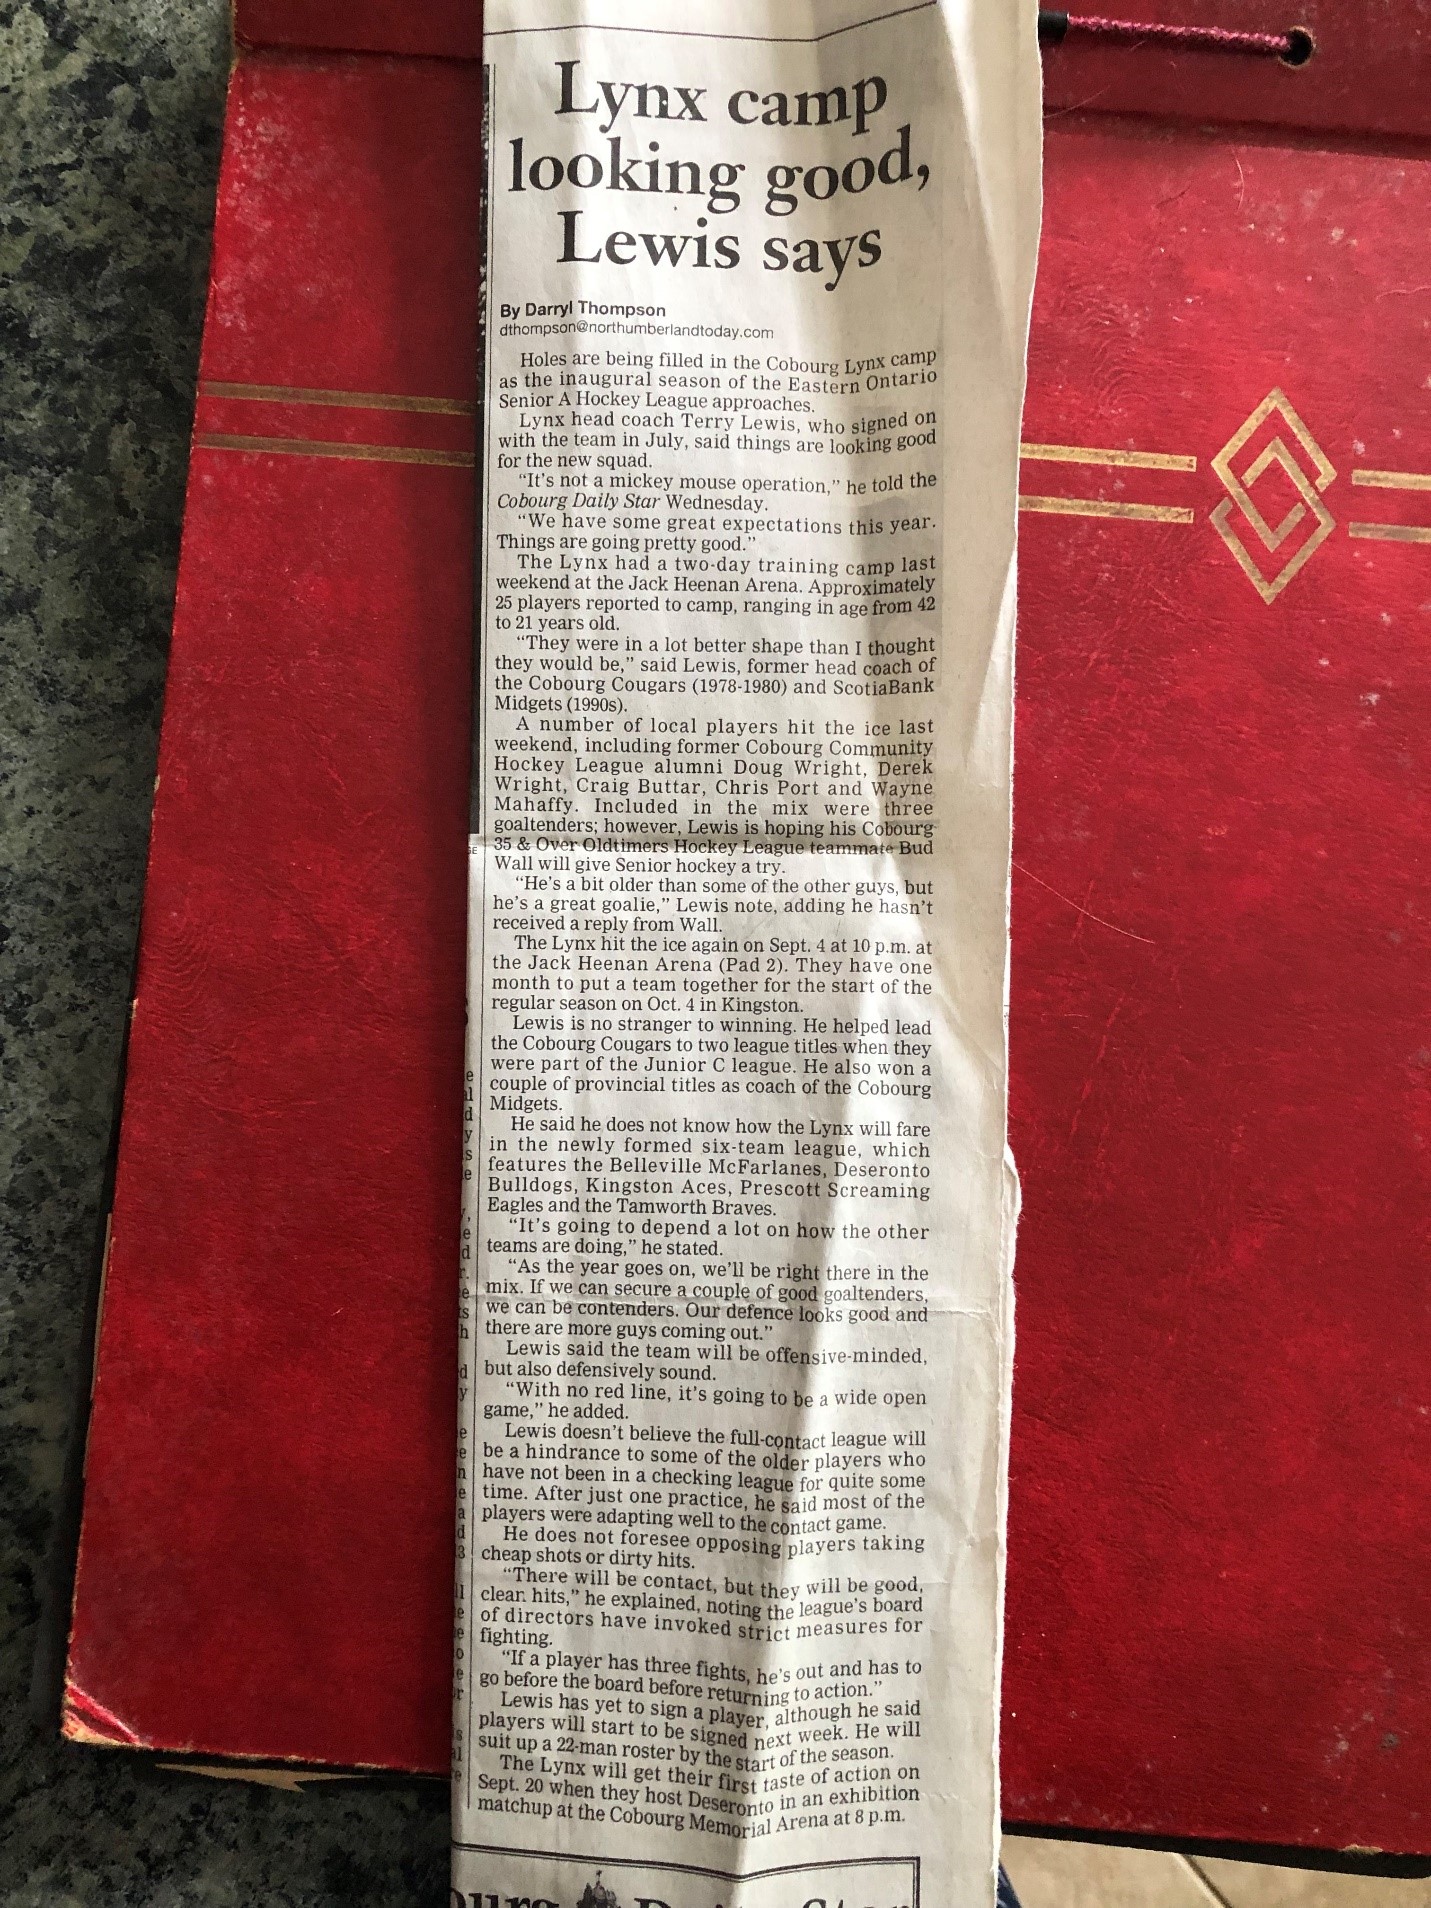 Lynx camp
looking good,
Lewis says
By Darryl Thompson
dthompson@northumberlandtoday.com
Holes are being filled in the Cobourg Lynx camp
as the inaugural season of the Eastern Ontario
Senior A Hockey League approaches.
Lynx head coach Terry Lewis, who signed on
with the team in July, said things are looking good
for the new squad.
"It's not a mickey mouse operation," he told the
Cobourg Daily Star Wednesday.
"We have some great expectations this year.
Things are going pretty good."
The Lynx had a two-day training camp last
weekend at the Jack Heenan Arena. Approximately
25 players reported to camp, ranging in age from 42
to 21 years old.
"They were in a lot better shape than I thought
they would be," said Lewis, former head coach of
the Cobourg Cougars (1978-1980) and ScotiaBank
Midgets (1990s).
A number of local players hit the ice last
weekend, including former Cobourg Community
Hockey League alumni Doug Wright, Derek
Wright, Craig Buttar, Chris Port and Wayne
Mahaffy. Included in the mix were three
goaltenders; however, Lewis is hoping his Cobourg
35 & Over Oldtimers Hockey League teammate Bud
Wall will give Senior hockey a try.
"He's a bit older than some of the other guys, but
he's a great goalie," Lewis note, adding he hasn't
received a reply from Wall.
The Lynx hit the ice again on Sept. 4 at 10 p.m. at
the Jack Heenan Arena (Pad 2). They have one
month to put a team together for the start of the
regular season on Oct. 4 in Kingston.
Lewis is no stranger to winning. He helped lead
the Cobourg Cougars to two league titles when they
were part of the Junior C league. He also won a
couple of provincial titles as coach of the Cobourg
Midgets.
He said he does not know how the Lynx will fare
in the newly formed six-team league, which
features the Belleville McFarlanes, Deseronto
Bulldogs, Kingston Aces, Prescott Screaming
Eagles and the Tamworth Braves.
"It's going to depend a lot on how the other
teams are doing," he stated.
"As the year goes on, we'll be right there in the
mix. If we can secure a couple of good goaltenders,
we can be contenders. Our defence looks good and
there are more guys coming out."
Lewis said the team will be offensive-minded,
but also defensively sound.
"With no red line, it's going to be a wide open
game," he added.
Lewis doesn't believe the full-contact league will
be a hindrance to some of the older players who
have not been in a checking league for quite some
time. After just one practice, he said most of the
players were adapting well to the contact game.
He does not foresee opposing players taking
cheap shots or dirty hits.
"There will be contact, but they will be good,
clean hits," he explained, noting the league's board
of directors have invoked strict measures for
fighting.
"If a player has three fights, he's out and has to
go before the board before returning to action."
Lewis has yet to sign a player, although he said
players will start to be signed next week. He will
suit up a 22-man roster by the start of the season.
The Lynx will get their first taste of action on
Sept. 20 when they host Deseronto in an exhibition
matchup at the Cobourg Memorial Arena at 8 p.m.